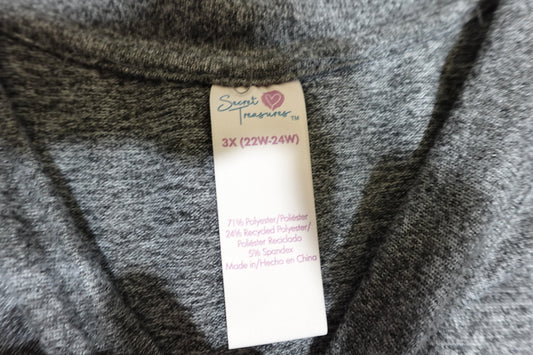 Secret
Treasures™
3X (22W-24W)
71% Polyester/Poliéster
24% Recycled Polyester/
Poliéster Reciclado
5% Spandex
Made in/Hecho en China